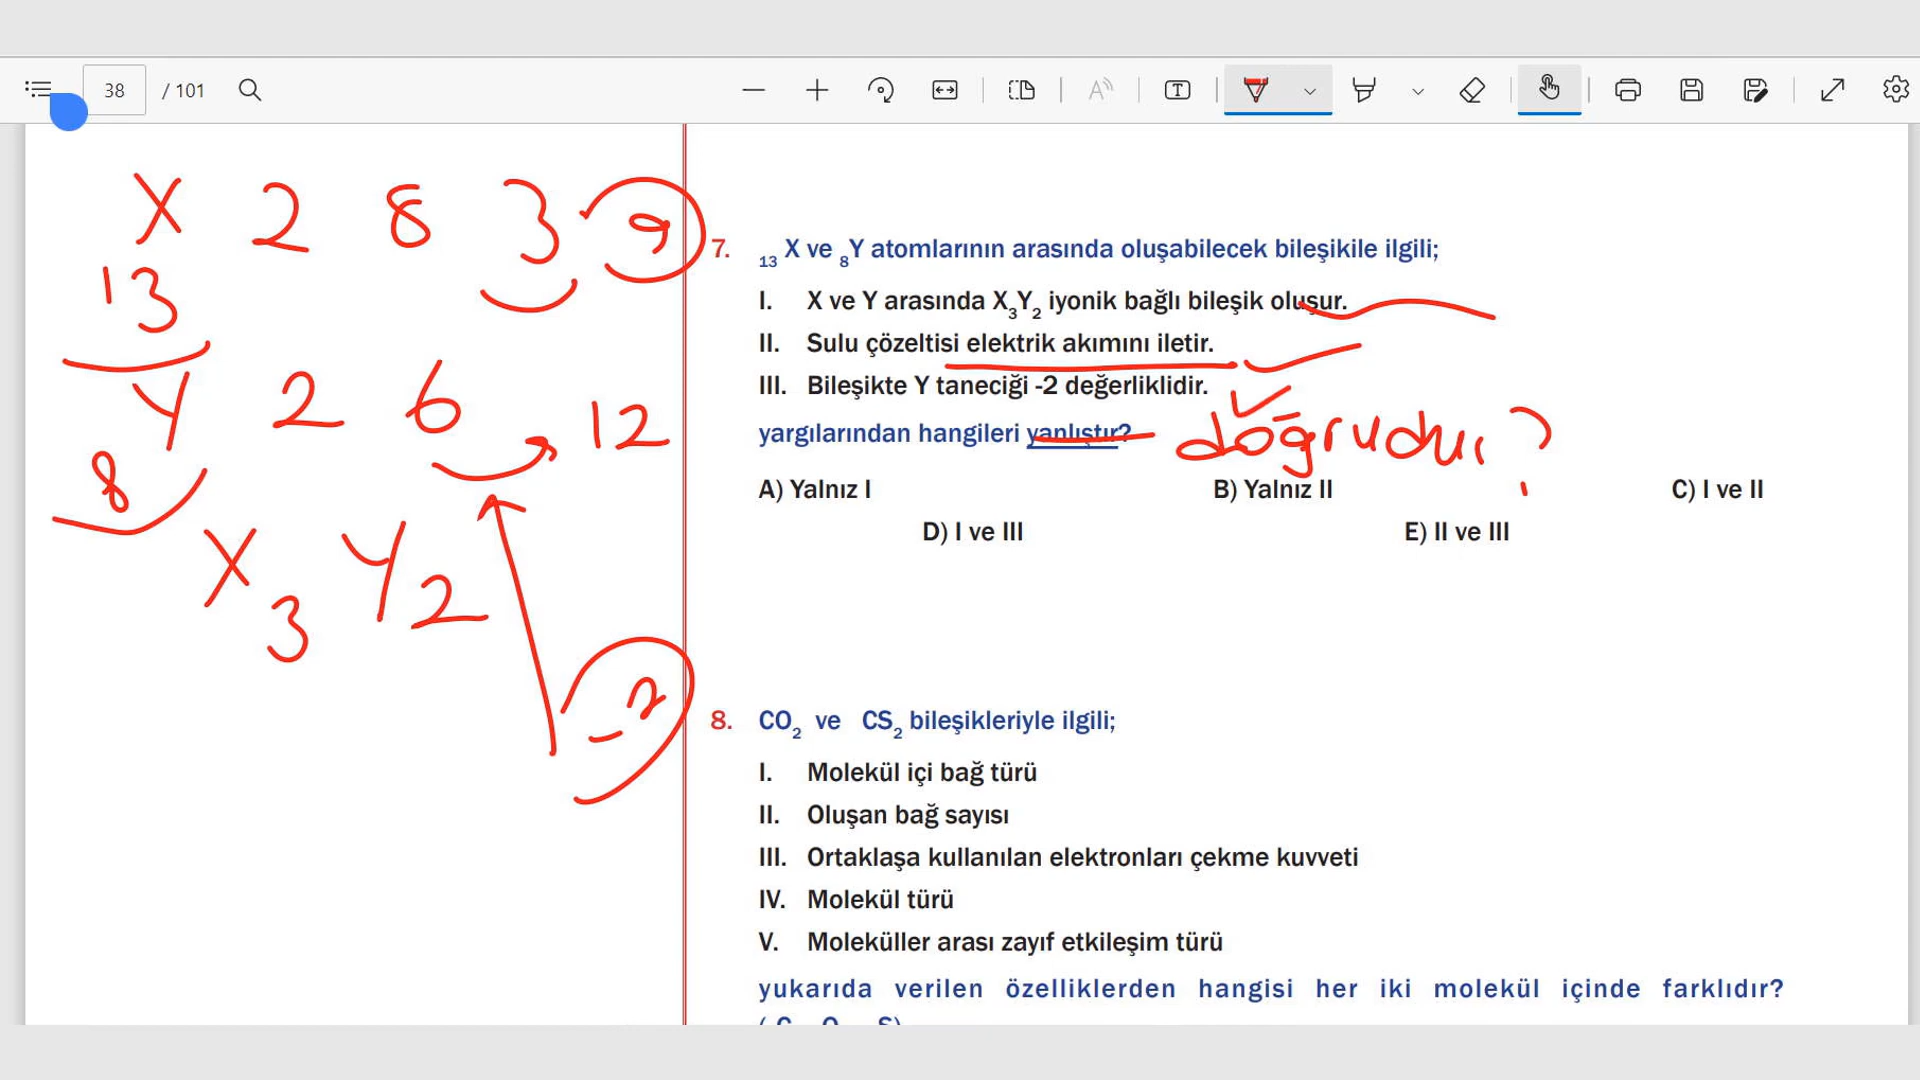 38 / 101
X 2 8 3 9
13
Y 2 6 12
8
X3 Y2
-2
7. 13X ve 8Y atomlarının arasında oluşabilecek bileşikile ilgili;
I. X ve Y arasında X3Y2 iyonik bağlı bileşik oluşur.
II. Sulu çözeltisi elektrik akımını iletir.
III. Bileşikte Y taneciği -2 değerliklidir.
yargılarından hangileri yanlıştır? doğrudur ?
A) Yalnız I B) Yalnız II C) I ve II
D) I ve III E) II ve III
8. CO2 ve CS2 bileşikleriyle ilgili;
I. Molekül içi bağ türü
II. Oluşan bağ sayısı
III. Ortaklaşa kullanılan elektronları çekme kuvveti
IV. Molekül türü
V. Moleküller arası zayıf etkileşim türü
yukarıda verilen özelliklerden hangisi her iki molekül içinde farklıdır?